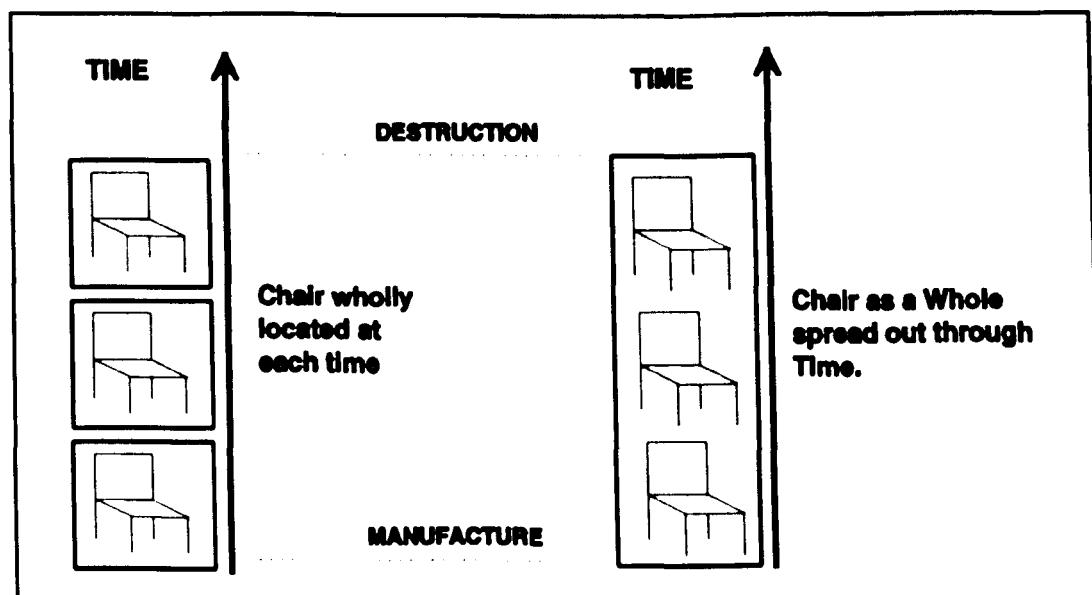 TIME
TIME
DESTRUCTION
Chair wholly
located at
each time
Chair as a Whole
spread out through
Time.
MANUFACTURE